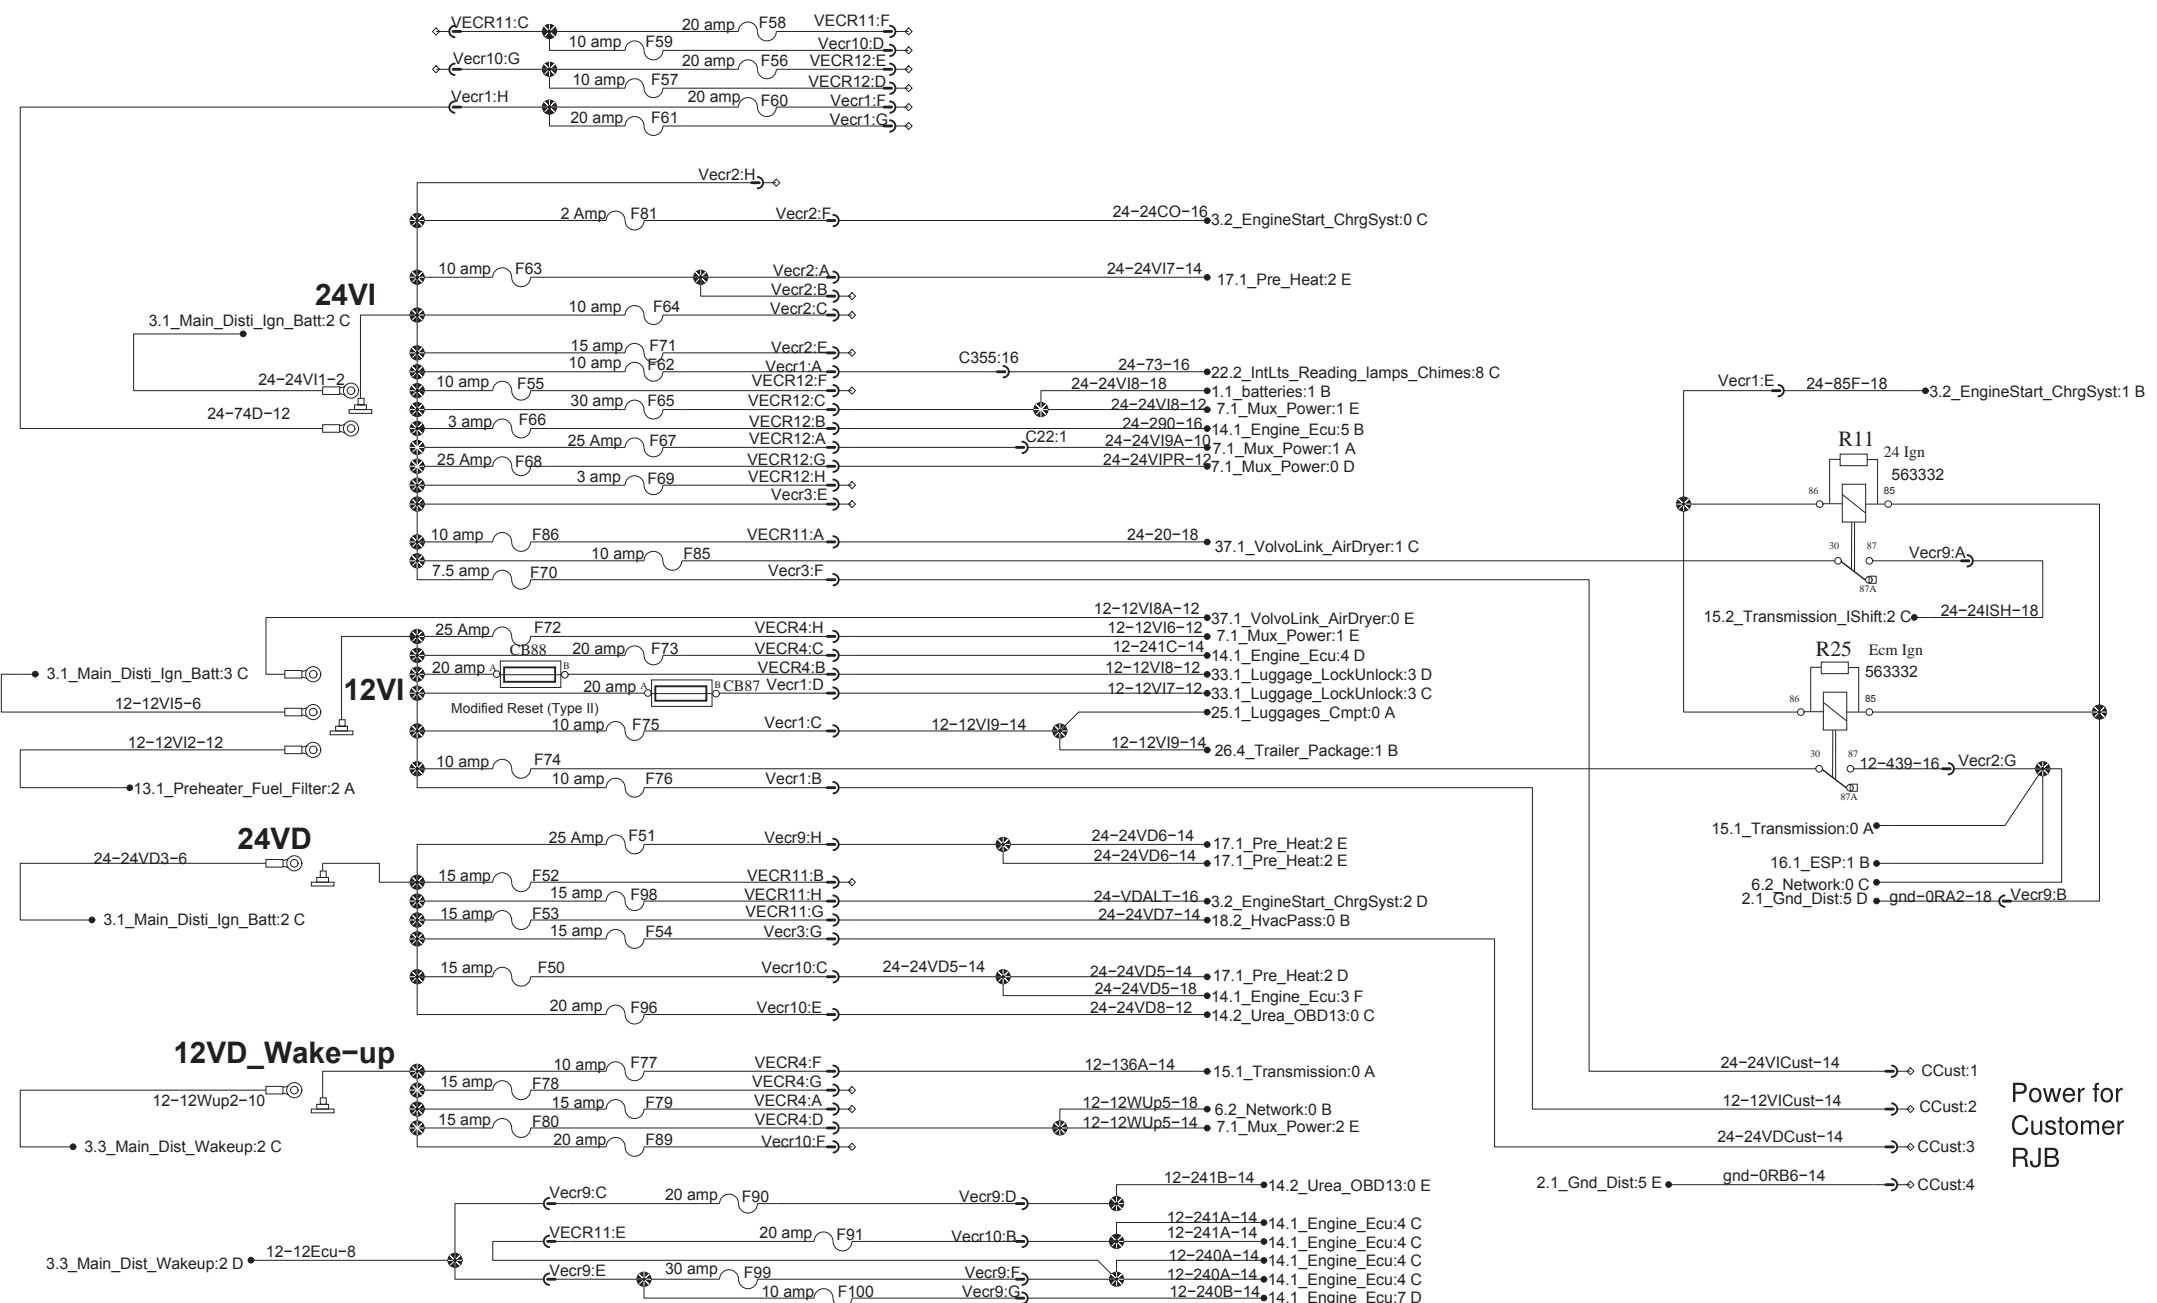 VECR11:C 20 amp F58 VECR11:F
10 amp F59 Vecr10:D
Vecr10:G 20 amp F56 VECR12:E
10 amp F57 VECR12:D
Vecr1:H 20 amp F60 Vecr1:F
20 amp F61 Vecr1:G
Vecr2:H
2 Amp F81 Vecr2:F 24-24CO-16 3.2_EngineStart_ChrgSyst:0 C
10 amp F63 Vecr2:A 24-24VI7-14 17.1_Pre_Heat:2 E
Vecr2:B
24VI
10 amp F64 Vecr2:C
3.1_Main_Disti_Ign_Batt:2 C
15 amp F71 Vecr2:E
10 amp F62 Vecr1:A C355:16 24-73-16 22.2_IntLts_Reading_lamps_Chimes:8 C
24-24VI1-2
10 amp F55 VECR12:F 24-24VI8-18 1.1_batteries:1 B
Vecr1:E 24-85F-18 3.2_EngineStart_ChrgSyst:1 B
24-74D-12
30 amp F65 VECR12:C 24-24VI8-12 7.1_Mux_Power:1 E
3 amp F66 VECR12:B 24-290-16 14.1_Engine_Ecu:5 B
25 Amp F67 VECR12:A C22:1 24-24VI9A-10 7.1_Mux_Power:1 A
25 Amp F68 VECR12:G 24-24VIPR-12 7.1_Mux_Power:0 D
R11 24 Ign
563332
3 amp F69 VECR12:H
86 85
Vecr3:E
10 amp F86 VECR11:A 24-20-18 37.1_VolvoLink_AirDryer:1 C
10 amp F85 30 87 Vecr9:A
87A
7.5 amp F70 Vecr3:F
12-12VI8A-12 37.1_VolvoLink_AirDryer:0 E
15.2_Transmission_IShift:2 C 24-24ISH-18
25 Amp F72 VECR4:H 12-12VI6-12 7.1_Mux_Power:1 E
CB88 20 amp F73 VECR4:C 12-241C-14 14.1_Engine_Ecu:4 D
R25 Ecm Ign
563332
3.1_Main_Disti_Ign_Batt:3 C
20 amp A B VECR4:B 12-12VI8-12 33.1_Luggage_LockUnlock:3 D
12VI
20 amp A B CB87 Vecr1:D 12-12VI7-12 33.1_Luggage_LockUnlock:3 C
86 85
12-12VI5-6
Modified Reset (Type II)
25.1_Luggages_Cmpt:0 A
10 amp F75 Vecr1:C 12-12VI9-14
12-12VI2-12
12-12VI9-14 26.4_Trailer_Package:1 B
10 amp F74 30 87 12-439-16 Vecr2:G
87A
10 amp F76 Vecr1:B
13.1_Preheater_Fuel_Filter:2 A
15.1_Transmission:0 A
24VD
25 Amp F51 Vecr9:H 24-24VD6-14 17.1_Pre_Heat:2 E
24-24VD6-14 17.1_Pre_Heat:2 E
24-24VD3-6
16.1_ESP:1 B
15 amp F52 VECR11:B
6.2_Network:0 C
15 amp F98 VECR11:H 24-VDALT-16 3.2_EngineStart_ChrgSyst:2 D
2.1_Gnd_Dist:5 D gnd-0RA2-18 Vecr9:B
15 amp F53 VECR11:G 24-24VD7-14 18.2_HvacPass:0 B
3.1_Main_Disti_Ign_Batt:2 C
15 amp F54 Vecr3:G
15 amp F50 Vecr10:C 24-24VD5-14 24-24VD5-14 17.1_Pre_Heat:2 D
24-24VD5-18 14.1_Engine_Ecu:3 F
20 amp F96 Vecr10:E 24-24VD8-12 14.2_Urea_OBD13:0 C
12VD_Wake-up
10 amp F77 VECR4:F 12-136A-14 15.1_Transmission:0 A
24-24VICust-14 CCust:1
15 amp F78 VECR4:G
12-12Wup2-10
15 amp F79 VECR4:A 12-12WUp5-18 6.2_Network:0 B
12-12VICust-14 CCust:2
15 amp F80 VECR4:D 12-12WUp5-14 7.1_Mux_Power:2 E
Power for
Customer
RJB
20 amp F89 Vecr10:F
3.3_Main_Dist_Wakeup:2 C
24-24VDCust-14 CCust:3
12-241B-14 14.2_Urea_OBD13:0 E
2.1_Gnd_Dist:5 E gnd-0RB6-14 CCust:4
Vecr9:C 20 amp F90 Vecr9:D
12-241A-14 14.1_Engine_Ecu:4 C
VECR11:E 20 amp F91 Vecr10:B 12-241A-14 14.1_Engine_Ecu:4 C
3.3_Main_Dist_Wakeup:2 D 12-12Ecu-8
12-240A-14 14.1_Engine_Ecu:4 C
Vecr9:E 30 amp F99 Vecr9:F 12-240A-14 14.1_Engine_Ecu:4 C
10 amp F100 Vecr9:G 12-240B-14 14.1_Engine_Ecu:7 D